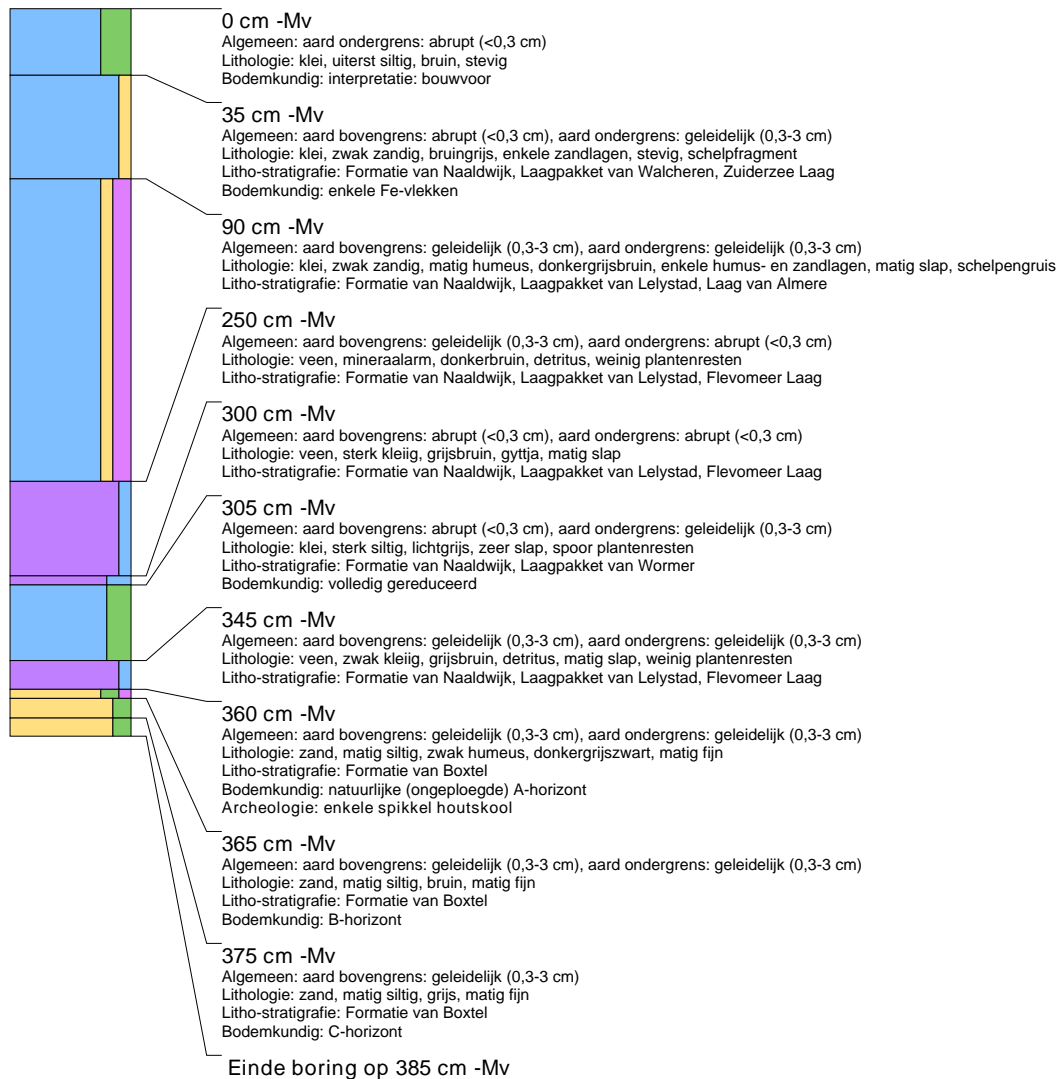 0 cm -Mv
Algemeen: aard ondergrens: abrupt (<0,3 cm)
Lithologie: klei, uiterst siltig, bruin, stevig
Bodemkundig: interpretatie: bouwvoor
35 cm -Mv
Algemeen: aard bovengrens: abrupt (<0,3 cm), aard ondergrens: geleidelijk (0,3-3 cm)
Lithologie: klei, zwak zandig, bruingrijs, enkele zandlagen, stevig, schelpfragment
Litho-stratigrafie: Formatie van Naaldwijk, Laagpakket van Walcheren, Zuiderzee Laag
Bodemkundig: enkele Fe-vlekken
90 cm -Mv
Algemeen: aard bovengrens: geleidelijk (0,3-3 cm), aard ondergrens: geleidelijk (0,3-3 cm)
Lithologie: klei, zwak zandig, matig humeus, donkergrijsbruin, enkele humus- en zandlagen, matig slap, schelpengruis
Litho-stratigrafie: Formatie van Naaldwijk, Laagpakket van Lelystad, Laag van Almere
250 cm -Mv
Algemeen: aard bovengrens: geleidelijk (0,3-3 cm), aard ondergrens: abrupt (<0,3 cm)
Lithologie: veen, mineraalarm, donkerbruin, detritus, weinig plantenresten
Litho-stratigrafie: Formatie van Naaldwijk, Laagpakket van Lelystad, Flevomeer Laag
300 cm -Mv
Algemeen: aard bovengrens: abrupt (<0,3 cm), aard ondergrens: abrupt (<0,3 cm)
Lithologie: veen, sterk kleiig, grijsbruin, gyttja, matig slap
Litho-stratigrafie: Formatie van Naaldwijk, Laagpakket van Lelystad, Flevomeer Laag
305 cm -Mv
Algemeen: aard bovengrens: abrupt (<0,3 cm), aard ondergrens: geleidelijk (0,3-3 cm)
Lithologie: klei, sterk siltig, lichtgrijs, zeer slap, spoor plantenresten
Litho-stratigrafie: Formatie van Naaldwijk, Laagpakket van Wormer
Bodemkundig: volledig gereduceerd
345 cm -Mv
Algemeen: aard bovengrens: geleidelijk (0,3-3 cm), aard ondergrens: geleidelijk (0,3-3 cm)
Lithologie: veen, zwak kleiig, grijsbruin, detritus, matig slap, weinig plantenresten
Litho-stratigrafie: Formatie van Naaldwijk, Laagpakket van Lelystad, Flevomeer Laag
360 cm -Mv
Algemeen: aard bovengrens: geleidelijk (0,3-3 cm), aard ondergrens: geleidelijk (0,3-3 cm)
Lithologie: zand, matig siltig, zwak humeus, donkergrijszwart, matig fijn
Litho-stratigrafie: Formatie van Boxtel
Bodemkundig: natuurlijke (ongeploegde) A-horizont
Archeologie: enkele spikkel houtskool
365 cm -Mv
Algemeen: aard bovengrens: geleidelijk (0,3-3 cm), aard ondergrens: geleidelijk (0,3-3 cm)
Lithologie: zand, matig siltig, bruin, matig fijn
Litho-stratigrafie: Formatie van Boxtel
Bodemkundig: B-horizont
375 cm -Mv
Algemeen: aard bovengrens: geleidelijk (0,3-3 cm)
Lithologie: zand, matig siltig, grijs, matig fijn
Litho-stratigrafie: Formatie van Boxtel
Bodemkundig: C-horizont
Einde boring op 385 cm -Mv